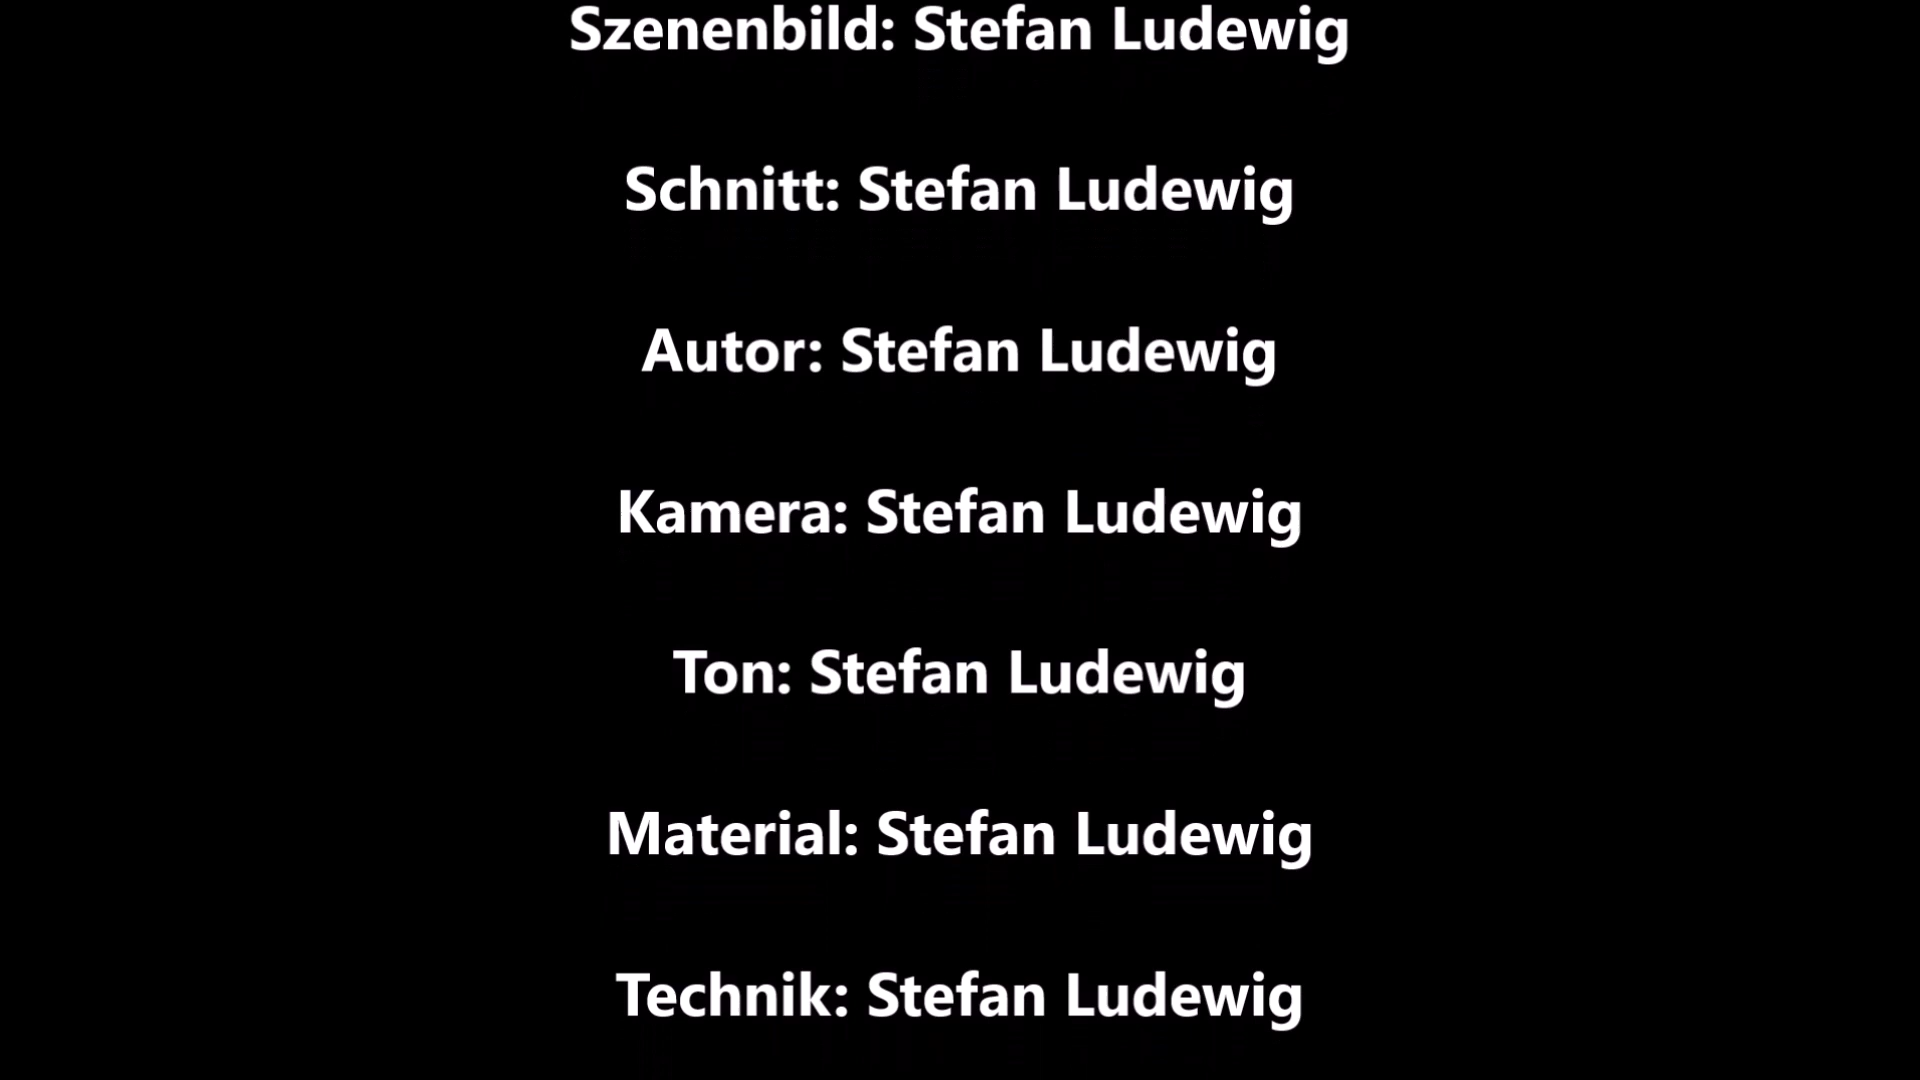 Szenenbild: Stefan Ludewig
Schnitt: Stefan Ludewig
Autor: Stefan Ludewig
Kamera: Stefan Ludewig
Ton: Stefan Ludewig
Material: Stefan Ludewig
Technik: Stefan Ludewig